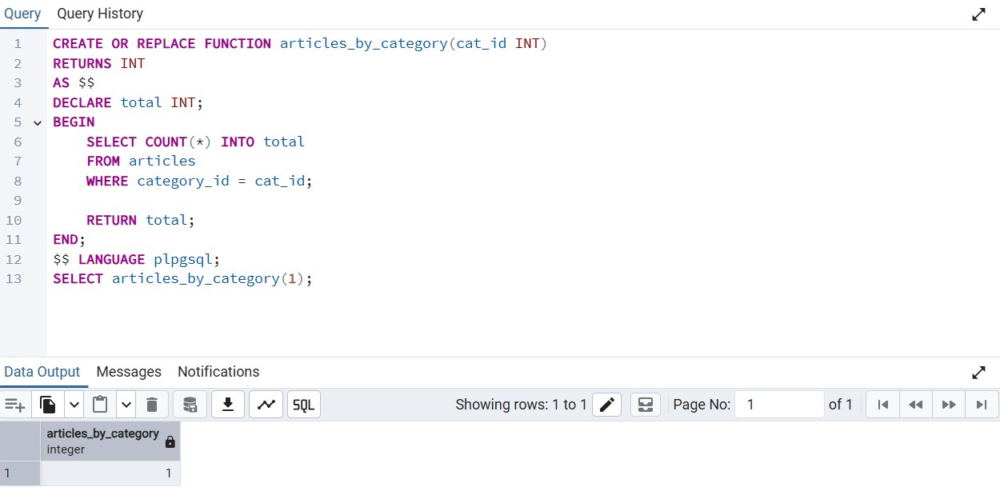 Query Query History
1 CREATE OR REPLACE FUNCTION articles_by_category(cat_id INT)
2 RETURNS INT
3 AS $$
4 DECLARE total INT;
5 BEGIN
6 SELECT COUNT(*) INTO total
7 FROM articles
8 WHERE category_id = cat_id;
9
10 RETURN total;
11 END;
12 $$ LANGUAGE plpgsql;
13 SELECT articles_by_category(1);
Data Output Messages Notifications
SQL Showing rows: 1 to 1 Page No: 1 of 1
articles_by_category
integer
1 1